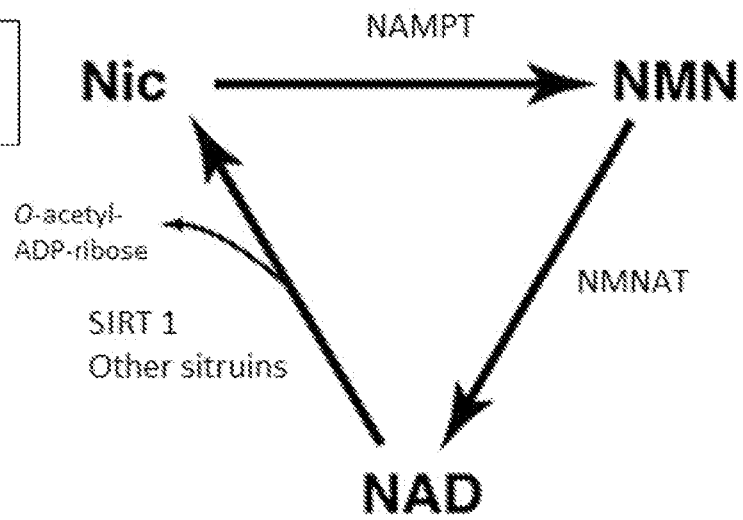 NAMPT
Nic
NMN
O-acetyl-
ADP-ribose
NMNAT
SIRT 1
Other sitruins
NAD